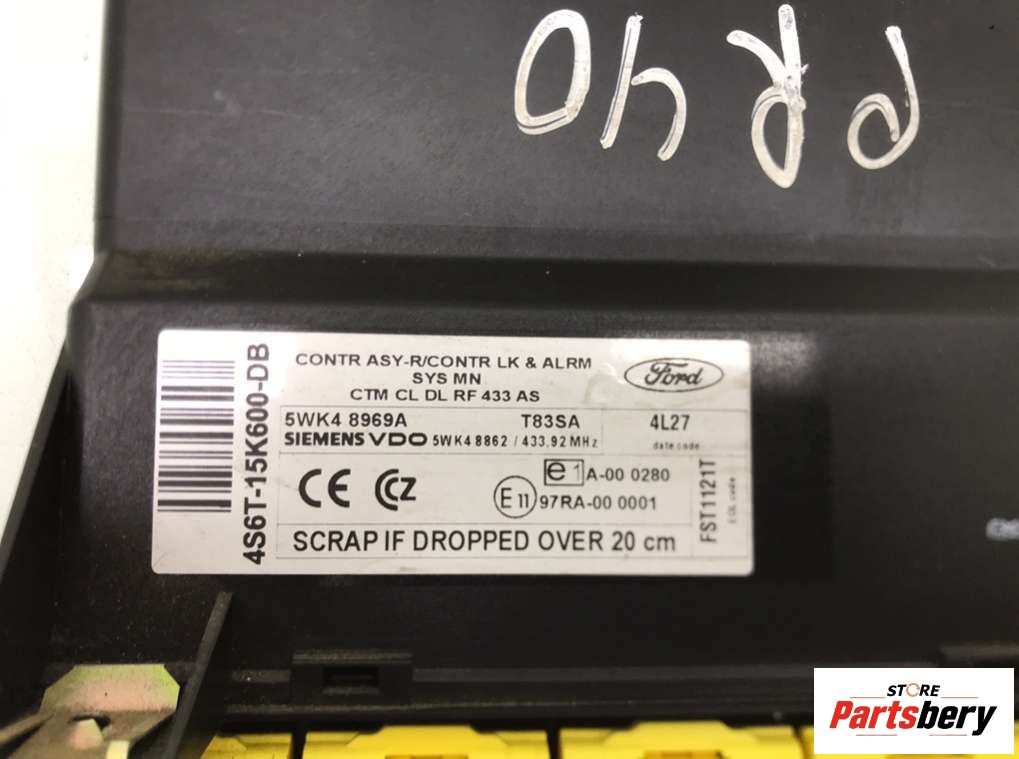 PR40
CONTR ASY-R/CONTR LK & ALRM
SYS MN
CTM CL DL RF 433 AS
Ford
4S6T-15K600-DB
5WK4 8969A T83SA 4L27
SIEMENS VDO 5WK4 8862 / 433.92 MHz date code
CE CZ
e1 A-00 0280
E11 97RA-00 0001
FST1121T
EOL code
SCRAP IF DROPPED OVER 20 cm
STORE
Partsbery